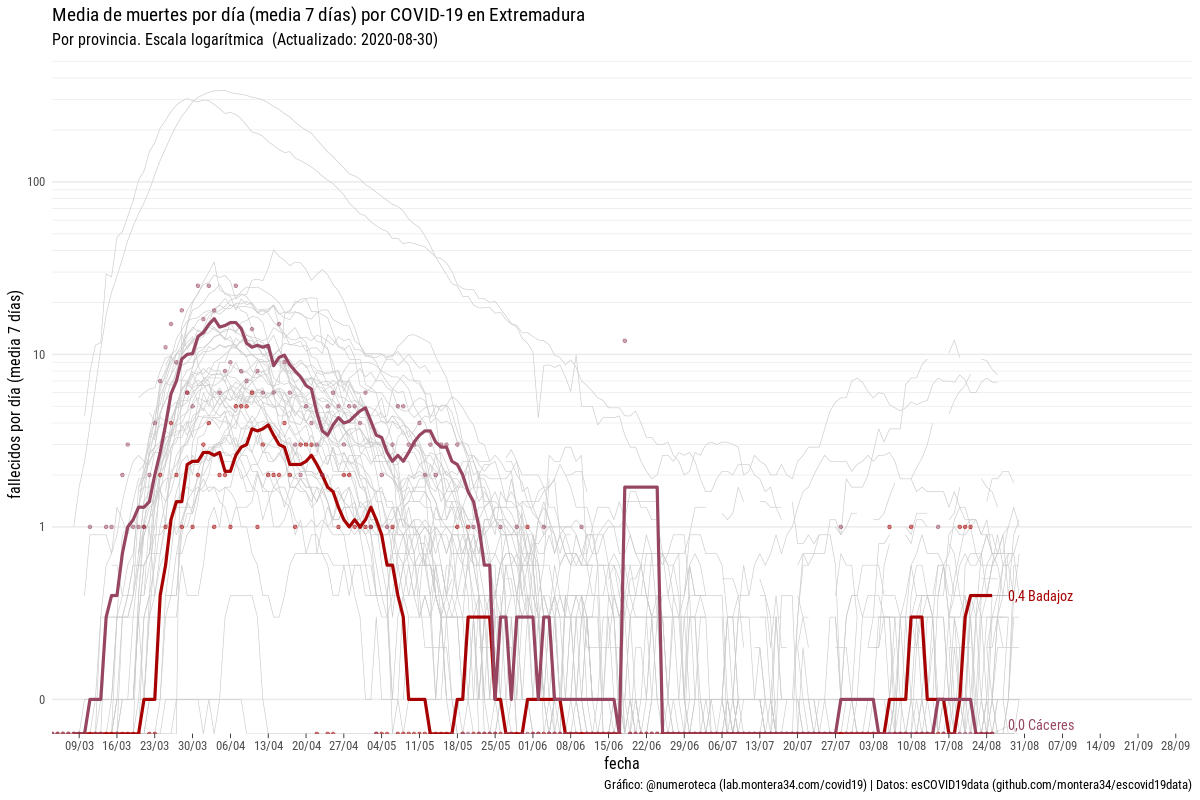 Media de muertes por día (media 7 días) por COVID-19 en Extremadura
Por provincia. Escala logarítmica (Actualizado: 2020-08-30)
fallecidos por día (media 7 días)
100
10
1
0
0,4 Badajoz
0,0 Cáceres
09/03 16/03 23/03 30/03 06/04 13/04 20/04 27/04 04/05 11/05 18/05 25/05 01/06 08/06 15/06 22/06 29/06 06/07 13/07 20/07 27/07 03/08 10/08 17/08 24/08 31/08 07/09 14/09 21/09 28/09
fecha
Gráfico: @numeroteca (lab.montera34.com/covid19) | Datos: esCOVID19data (github.com/montera34/escovid19data)